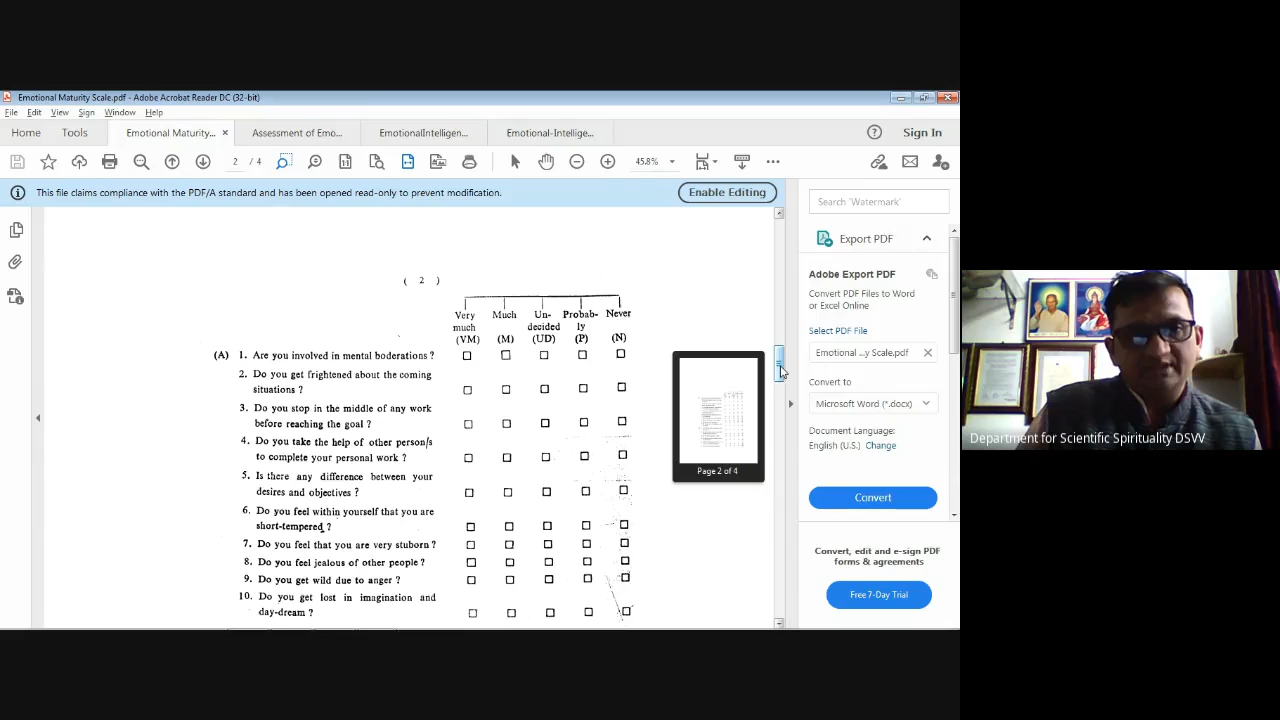 Emotional Maturity Scale.pdf - Adobe Acrobat Reader DC (32-bit)
File Edit View Sign Window Help
Home Tools Emotional Maturity... × Assessment of Emo... EmotionalIntelligen... Emotional-Intellige... Sign In
2 / 4 45.8%
This file claims compliance with the PDF/A standard and has been opened read-only to prevent modification. Enable Editing
( 2 )
Very much (VM) Much (M) Un-decided (UD) Probab-ly (P) Never (N)
(A) 1. Are you involved in mental boderations ?
2. Do you get frightened about the coming
situations ?
3. Do you stop in the middle of any work
before reaching the goal ?
4. Do you take the help of other person/s
to complete your personal work ?
5. Is there any difference between your
desires and objectives ?
6. Do you feel within yourself that you are
short-tempered ?
7. Do you feel that you are very stuborn ?
8. Do you feel jealous of other people ?
9. Do you get wild due to anger ?
10. Do you get lost in imagination and
day-dream ?
Page 2 of 4
Search 'Watermark'
Export PDF
Adobe Export PDF
Convert PDF Files to Word
or Excel Online
Select PDF File
Emotional ...y Scale.pdf
Convert to
Microsoft Word (*.docx)
Document Language:
English (U.S.) Change
Convert
Convert, edit and e-sign PDF
forms & agreements
Free 7-Day Trial
Department for Scientific Spirituality DSVV